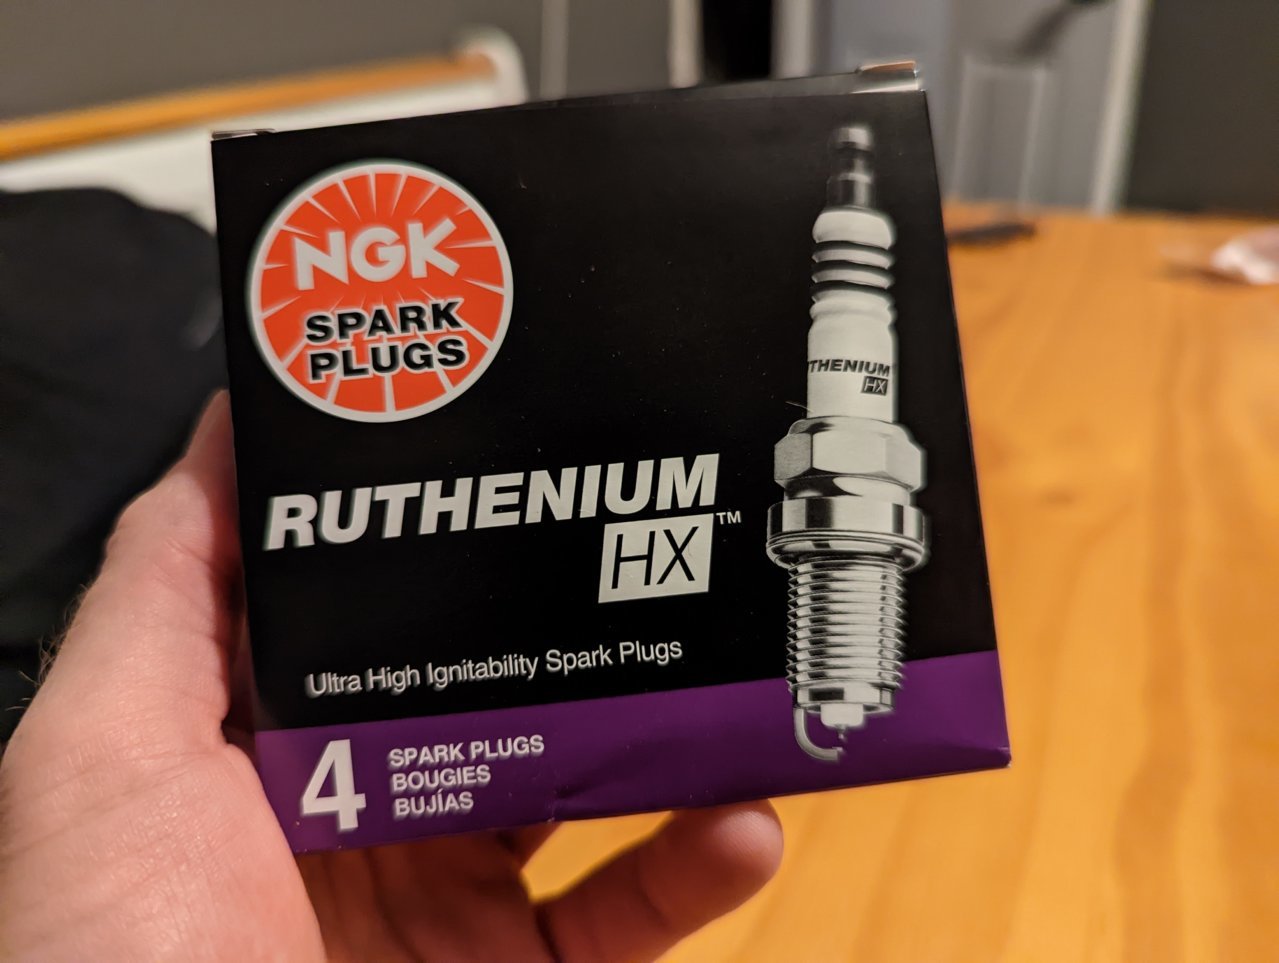 NGK
SPARK
PLUGS
THENIUM
HX
RUTHENIUM
HX™
Ultra High Ignitability Spark Plugs
4
SPARK PLUGS
BOUGIES
BUJÍAS